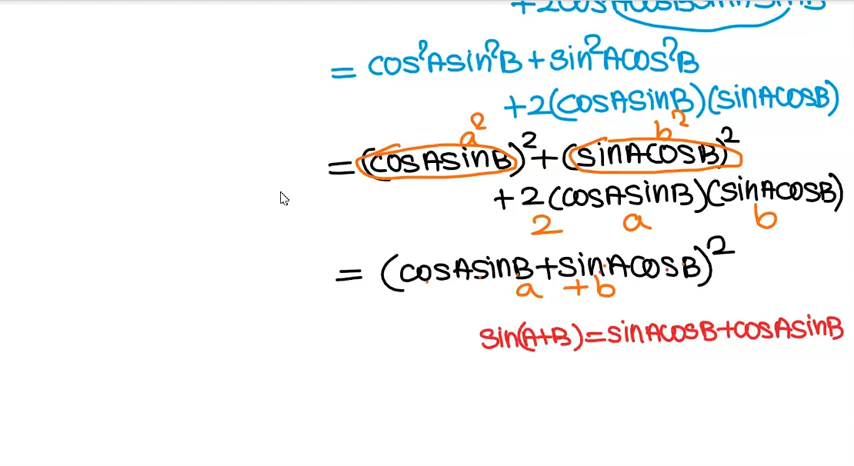 = cos²Asin²B + sin²Acos²B
+2(cosAsinB)(sinAcosB)
a² b²
= (cosAsinB)² + (sinAcosB)²
+ 2(cosAsinB)(sinAcosB)
2 a b
= (cosAsinB+sinAcosB)²
a + b
sin(A+B)=sinAcosB+cosAsinB